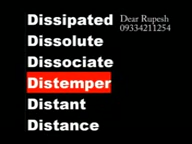 Dissipated
Dear Rupesh
09334211254
Dissolute
Dissociate
Distemper
Distant
Distance